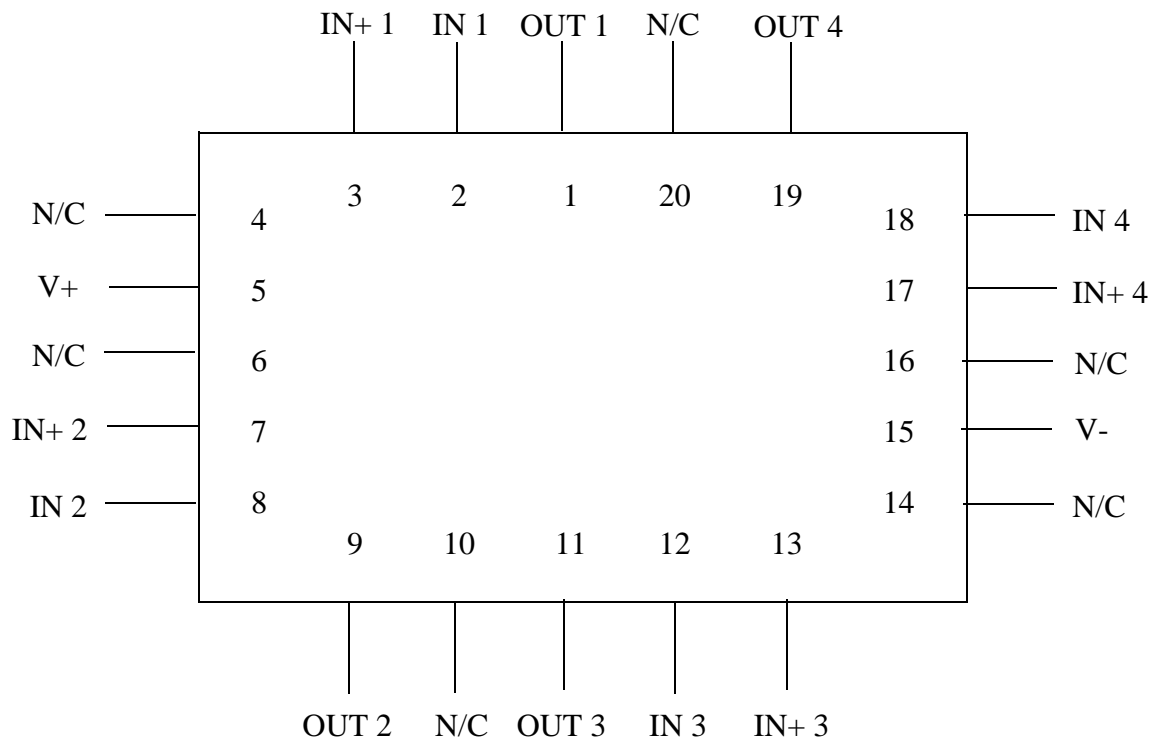 IN+ 1 IN 1 OUT 1 N/C OUT 4
3 2 1 20 19
N/C 4 18 IN 4
V+ 5 17 IN+ 4
N/C 6 16 N/C
IN+ 2 7 15 V-
IN 2 8 14 N/C
9 10 11 12 13
OUT 2 N/C OUT 3 IN 3 IN+ 3